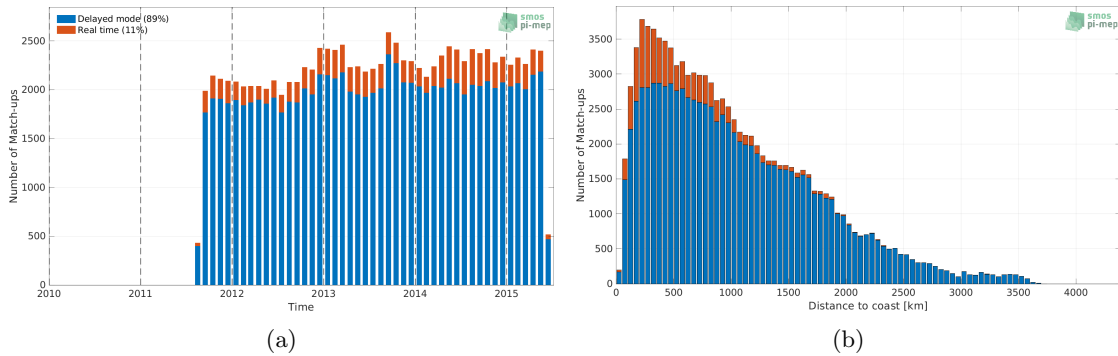 Delayed mode (89%)
Real time (11%)
smos
pi-mep
Number of Match-ups
2500
2000
1500
1000
500
0
2010
2011
2012
2013
2014
2015
Time
(a)
smos
pi-mep
Number of Match-ups
3500
3000
2500
2000
1500
1000
500
0
0
500
1000
1500
2000
2500
3000
3500
4000
Distance to coast [km]
(b)